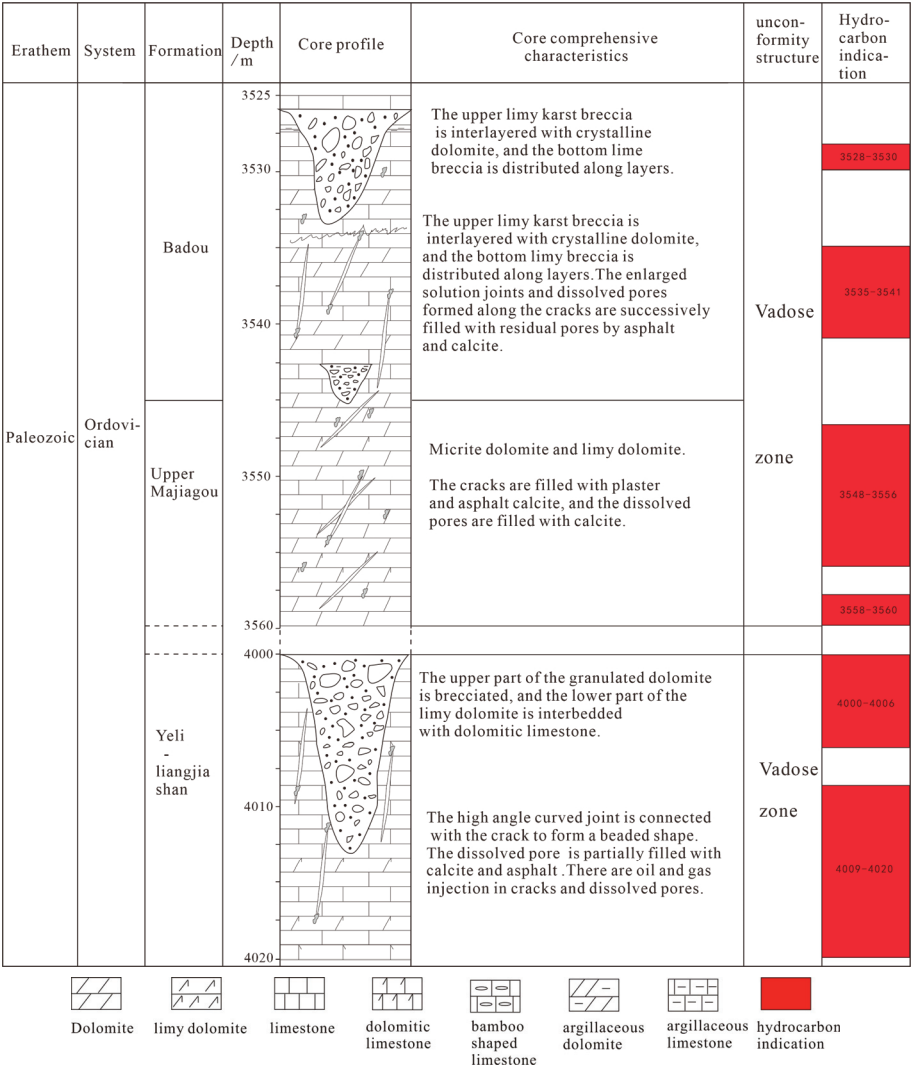 Erathem
System
Formation
Depth
/m
Core profile
Core comprehensive
characteristics
uncon-
formity
structure
Hydro-
carbon
indica-
tion
Paleozoic
Ordovi-
cian
Badou
Upper
Majiagou
Yeli
-
liangjia
shan
3525
3530
3540
3550
3560
4000
4010
4020
The upper limy karst breccia
is interlayered with crystalline
dolomite, and the bottom lime
breccia is distributed along layers.
The upper limy karst breccia is
interlayered with crystalline dolomite,
and the bottom limy breccia is
distributed along layers.The enlarged
solution joints and dissolved pores
formed along the cracks are successively
filled with residual pores by asphalt
and calcite.
Micrite dolomite and limy dolomite.
The cracks are filled with plaster
and asphalt calcite, and the dissolved
pores are filled with calcite.
The upper part of the granulated dolomite
is brecciated, and the lower part of the
limy dolomite is interbedded
with dolomitic limestone.
The high angle curved joint is connected
with the crack to form a beaded shape.
The dissolved pore is partially filled with
calcite and asphalt .There are oil and gas
injection in cracks and dissolved pores.
Vadose
zone
Vadose
zone
3528-3530
3535-3541
3548-3556
3558-3560
4000-4006
4009-4020
Dolomite
limy dolomite
limestone
dolomitic
limestone
bamboo
shaped
limestone
argillaceous
dolomite
argillaceous
limestone
hydrocarbon
indication